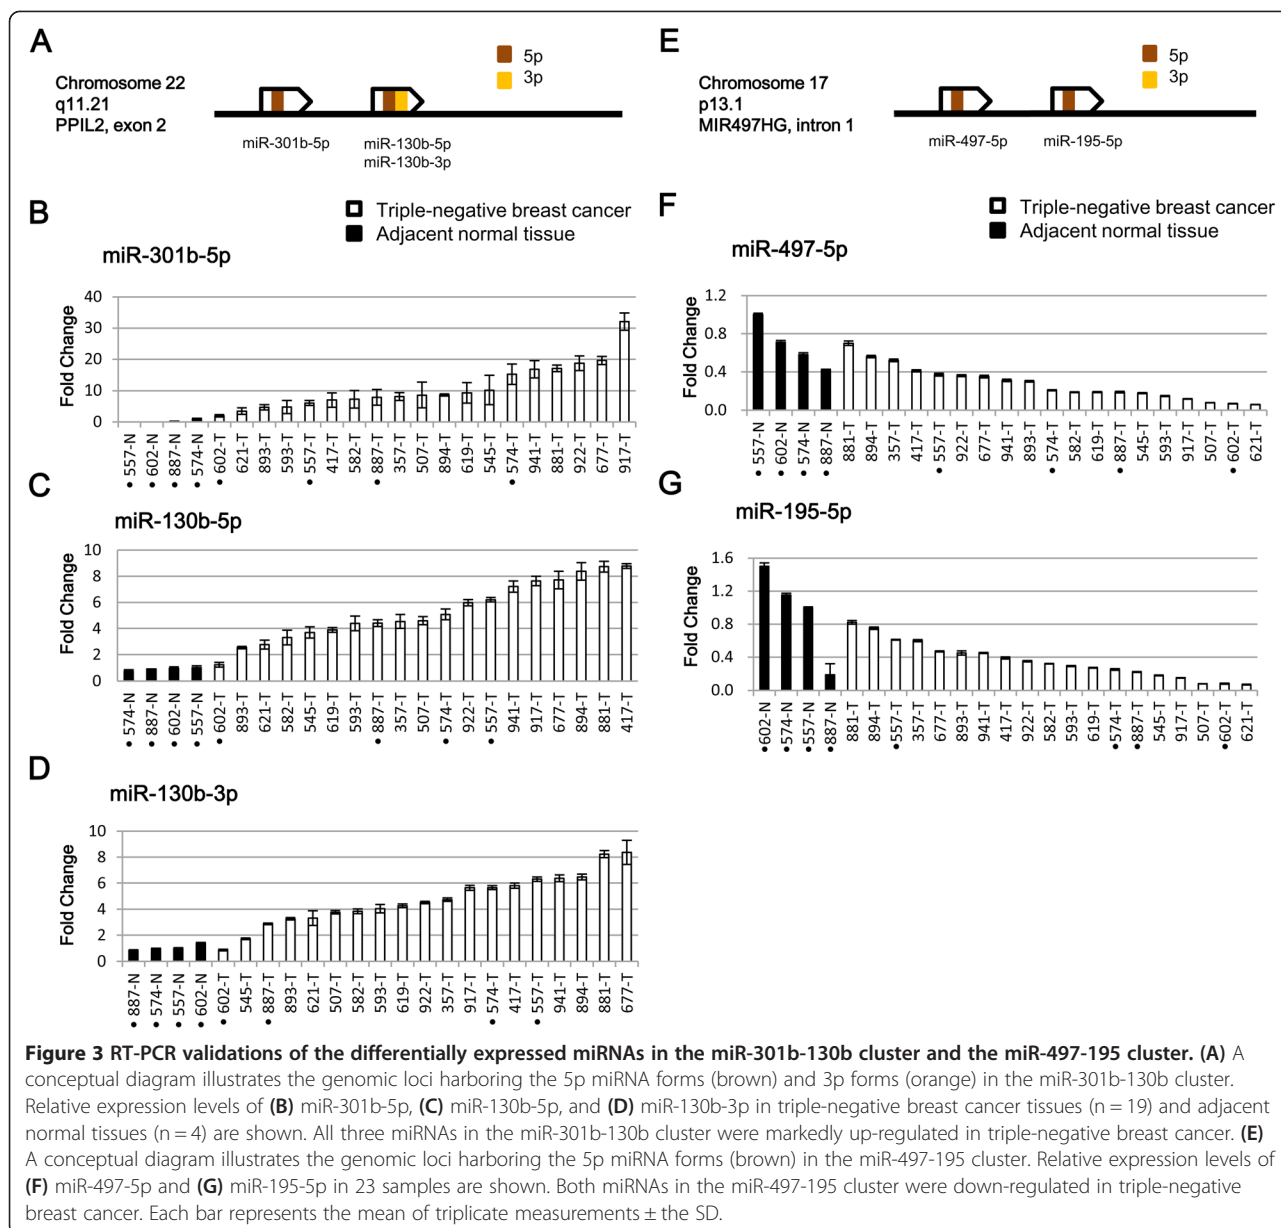 A
Chromosome 22
q11.21
PPIL2, exon 2
5p
3p
miR-301b-5p
miR-130b-5p
miR-130b-3p
B
Triple-negative breast cancer
Adjacent normal tissue
miR-301b-5p
Fold Change
40
30
20
10
0
557-N 602-N 887-N 574-N 602-T 621-T 893-T 593-T 557-T 417-T 582-T 887-T 357-T 507-T 894-T 619-T 545-T 574-T 941-T 881-T 922-T 677-T 917-T
C
miR-130b-5p
Fold Change
10
8
6
4
2
0
574-N 887-N 602-N 557-N 602-T 893-T 621-T 582-T 545-T 619-T 593-T 887-T 357-T 507-T 574-T 922-T 557-T 941-T 917-T 677-T 894-T 881-T 417-T
D
miR-130b-3p
Fold Change
10
8
6
4
2
0
887-N 574-N 557-N 602-N 602-T 545-T 887-T 893-T 621-T 507-T 582-T 593-T 619-T 922-T 357-T 917-T 574-T 417-T 557-T 941-T 894-T 881-T 677-T
E
Chromosome 17
p13.1
MIR497HG, intron 1
5p
3p
miR-497-5p
miR-195-5p
F
Triple-negative breast cancer
Adjacent normal tissue
miR-497-5p
Fold Change
1.2
0.8
0.4
0.0
557-N 602-N 574-N 887-N 881-T 894-T 357-T 417-T 557-T 922-T 677-T 941-T 893-T 574-T 582-T 619-T 887-T 545-T 593-T 917-T 507-T 602-T 621-T
G
miR-195-5p
Fold Change
1.6
1.2
0.8
0.4
0.0
602-N 574-N 557-N 887-N 881-T 894-T 557-T 357-T 677-T 893-T 941-T 417-T 922-T 582-T 593-T 619-T 574-T 887-T 545-T 917-T 507-T 602-T 621-T
Figure 3 RT-PCR validations of the differentially expressed miRNAs in the miR-301b-130b cluster and the miR-497-195 cluster. (A) A
conceptual diagram illustrates the genomic loci harboring the 5p miRNA forms (brown) and 3p forms (orange) in the miR-301b-130b cluster.
Relative expression levels of (B) miR-301b-5p, (C) miR-130b-5p, and (D) miR-130b-3p in triple-negative breast cancer tissues (n = 19) and adjacent
normal tissues (n = 4) are shown. All three miRNAs in the miR-301b-130b cluster were markedly up-regulated in triple-negative breast cancer. (E)
A conceptual diagram illustrates the genomic loci harboring the 5p miRNA forms (brown) in the miR-497-195 cluster. Relative expression levels of
(F) miR-497-5p and (G) miR-195-5p in 23 samples are shown. Both miRNAs in the miR-497-195 cluster were down-regulated in triple-negative
breast cancer. Each bar represents the mean of triplicate measurements ± the SD.